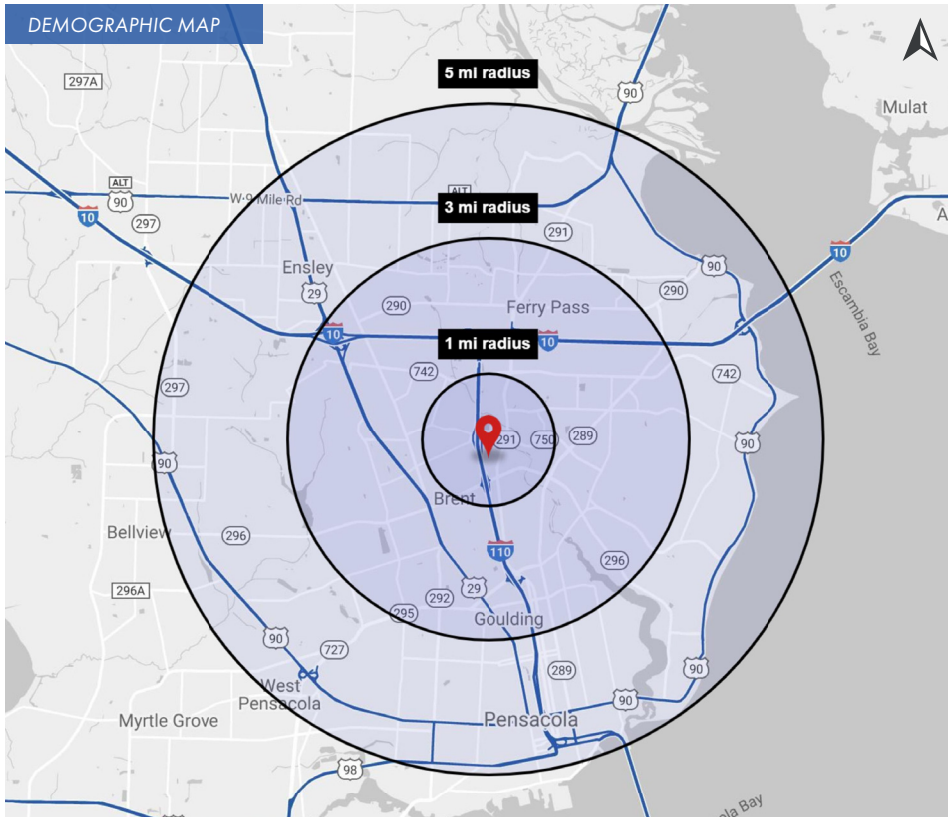 DEMOGRAPHIC MAP
5 mi radius
297A
90
Mulat
ALT
90
W 9 Mile Rd
ALT
3 mi radius
10
297
291
10
A
Ensley
90
29
290
290
Escambia Bay
Ferry Pass
10
10
1 mi radius
742
742
297
291
750
289
90
90
Brent
Bellview
296
110
296
296A
29
292
295
Goulding
90
727
289
90
West
Pensacola
90
Myrtle Grove
Pensacola
98
ola Bay